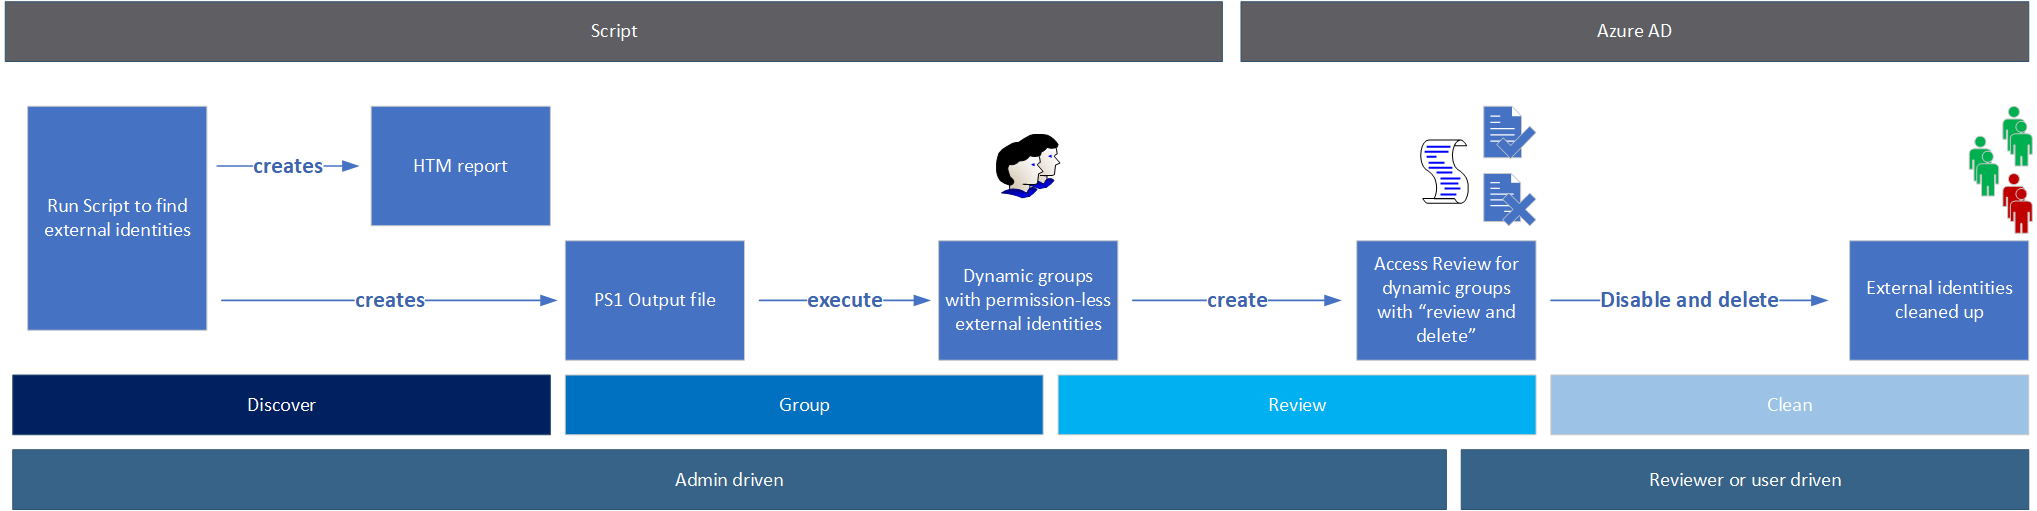 Script
Azure AD
Run Script to find
external identities
creates
HTM report
creates
PS1 Output file
execute
Dynamic groups
with permission-less
external identities
create
Access Review for
dynamic groups
with “review and
delete”
Disable and delete
External identities
cleaned up
Discover
Group
Review
Clean
Admin driven
Reviewer or user driven